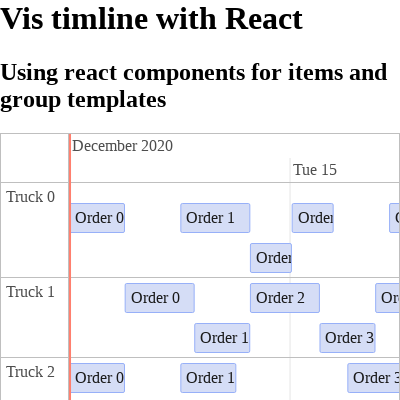 Vis timline with React
Using react components for items and
group templates
December 2020
Tue 15
Truck 0
Order 0 Order 1 Order
Order
Truck 1
Order 0 Order 2 Or
Order 1 Order 3
Truck 2
Order 0 Order 1 Order 3